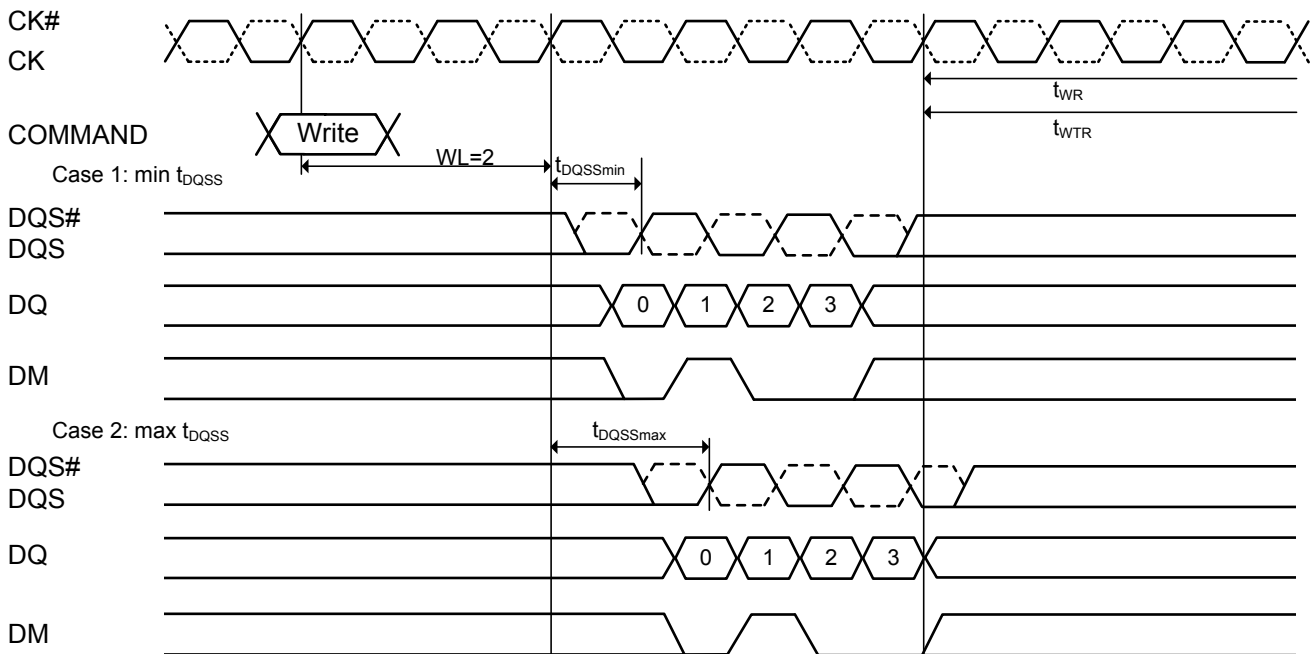 CK#
CK
tWR
tWTR
COMMAND
Write
WL=2
tDQSSmin
Case 1: min tDQSS
DQS#
DQS
DQ
0 1 2 3
DM
Case 2: max tDQSS
tDQSSmax
DQS#
DQS
DQ
0 1 2 3
DM